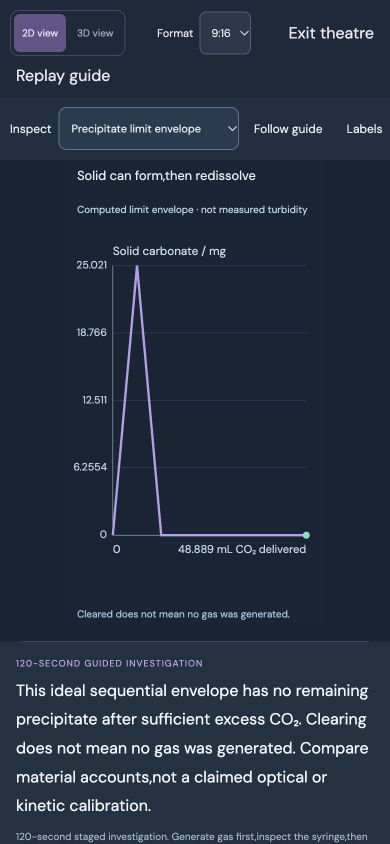 2D view 3D view Format 9:16 Exit theatre
Replay guide
Inspect Precipitate limit envelope Follow guide Labels
Solid can form,then redissolve
Computed limit envelope · not measured turbidity
Solid carbonate / mg
25.021
18.766
12.511
6.2554
0
0 48.889 mL CO₂ delivered
Cleared does not mean no gas was generated.
120-SECOND GUIDED INVESTIGATION
This ideal sequential envelope has no remaining
precipitate after sufficient excess CO₂. Clearing
does not mean no gas was generated. Compare
material accounts,not a claimed optical or
kinetic calibration.
120-second staged investigation. Generate gas first,inspect the syringe,then